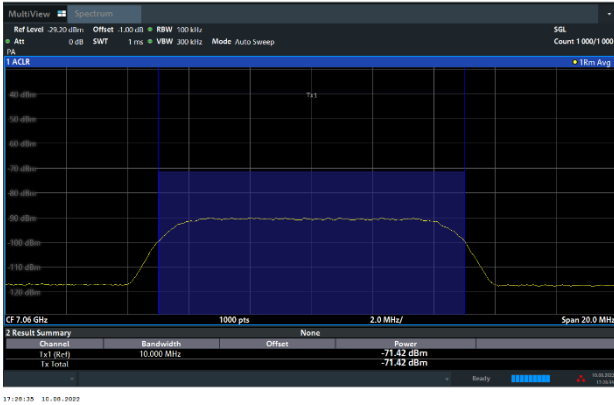 MultiView Spectrum
Ref Level -29.20 dBm Offset -1.00 dB RBW 100 kHz SGL
Att 0 dB SWT 1 ms VBW 300 kHz Mode Auto Sweep Count 1000/1000
PA
1 ACLR 1Rm Avg
Tx1
-40 dBm
-50 dBm
-60 dBm
-70 dBm
-80 dBm
-90 dBm
-100 dBm
-110 dBm
-120 dBm
CF 7.06 GHz 1000 pts 2.0 MHz/ Span 20.0 MHz
2 Result Summary None
Channel Bandwidth Offset Power
Tx1 (Ref) 10.000 MHz -71.42 dBm
Tx Total -71.42 dBm
Ready
17:26:35 10.08.2022